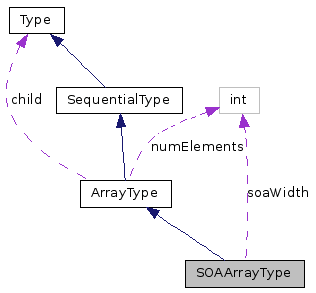 Type
child
SequentialType
int
numElements
ArrayType
soaWidth
SOAArrayType